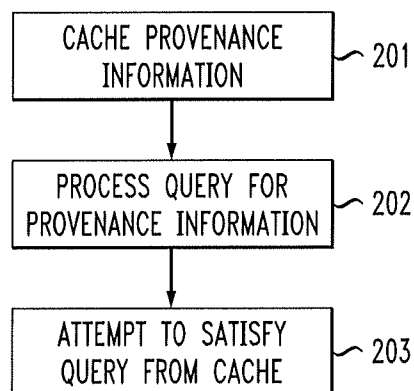 CACHE PROVENANCE
INFORMATION
201
PROCESS QUERY FOR
PROVENANCE INFORMATION
202
ATTEMPT TO SATISFY
QUERY FROM CACHE
203